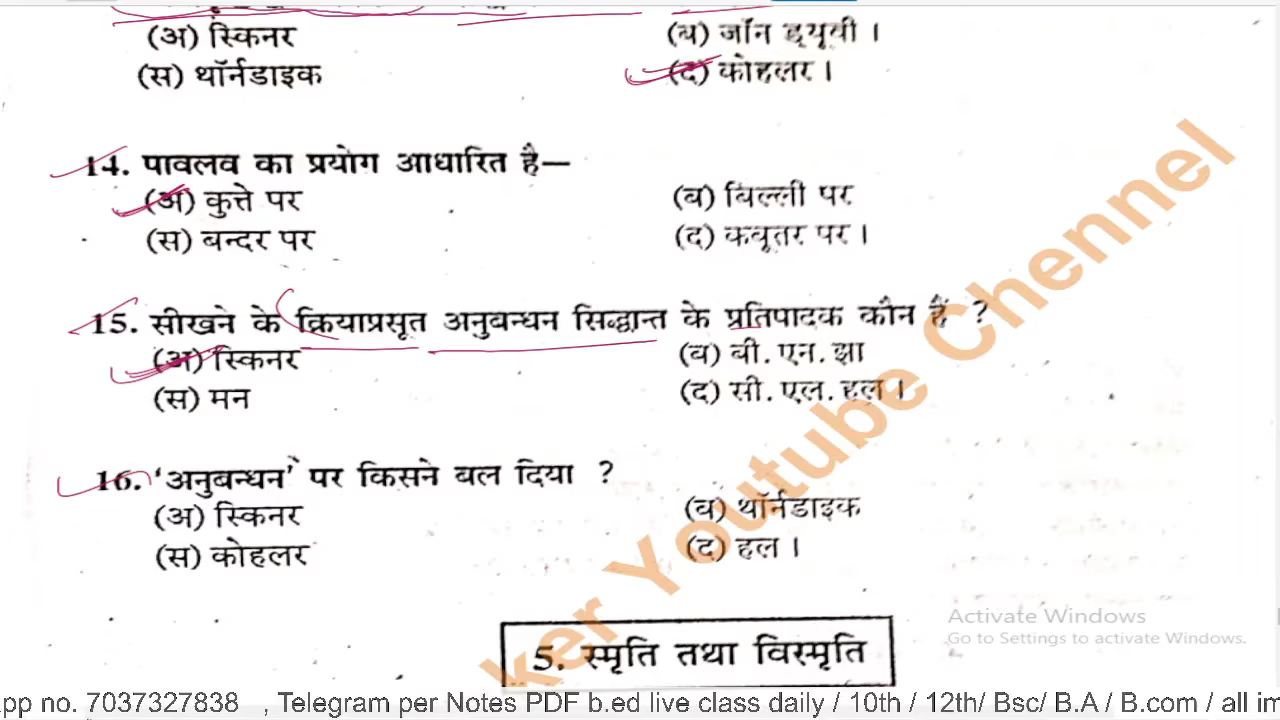 (अ) स्किनर (ब) जॉन ड्यूवी ।
(स) थॉर्नडाइक (द) कोहलर ।
14. पावलव का प्रयोग आधारित है—
(अ) कुत्ते पर (ब) बिल्ली पर
(स) बन्दर पर (द) कबूतर पर ।
15. सीखने के क्रियाप्रसूत अनुबन्धन सिद्धान्त के प्रतिपादक कौन हैं ?
(अ) स्किनर (ब) बी. एन. झा
(स) मन (द) सी. एल. हल ।
16. 'अनुबन्धन' पर किसने बल दिया ?
(अ) स्किनर (ब) थॉर्नडाइक
(स) कोहलर (द) हल ।
ker Youtube Chennel
Activate Windows
Go to Settings to activate Windows.
5. स्मृति तथा विस्मृति
app no. 7037327838 , Telegram per Notes PDF b.ed live class daily / 10th / 12th/ Bsc/ B.A / B.com / all im